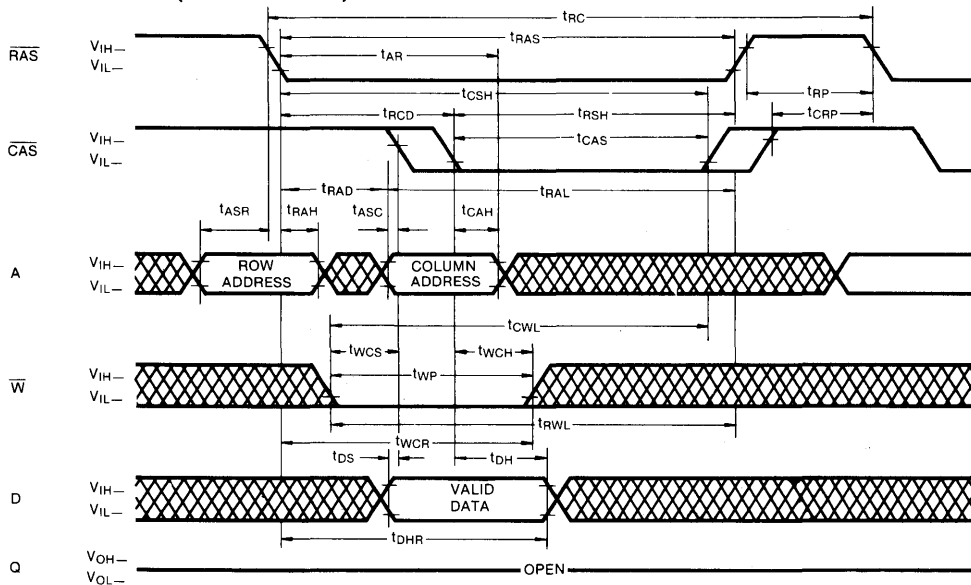 tRC
RAS VIH— VIL—
tRAS
tAR
tRP
tCSH
tRCD tRSH tCRP
CAS VIH— VIL—
tCAS
tRAD tRAL
tASR tRAH tASC tCAH
A VIH— VIL—
ROW ADDRESS
COLUMN ADDRESS
tCWL
tWCS tWCH
W VIH— VIL—
tWP
tRWL
tWCR
tDS tDH
D VIH— VIL—
VALID DATA
tDHR
Q VOH— VOL—
OPEN